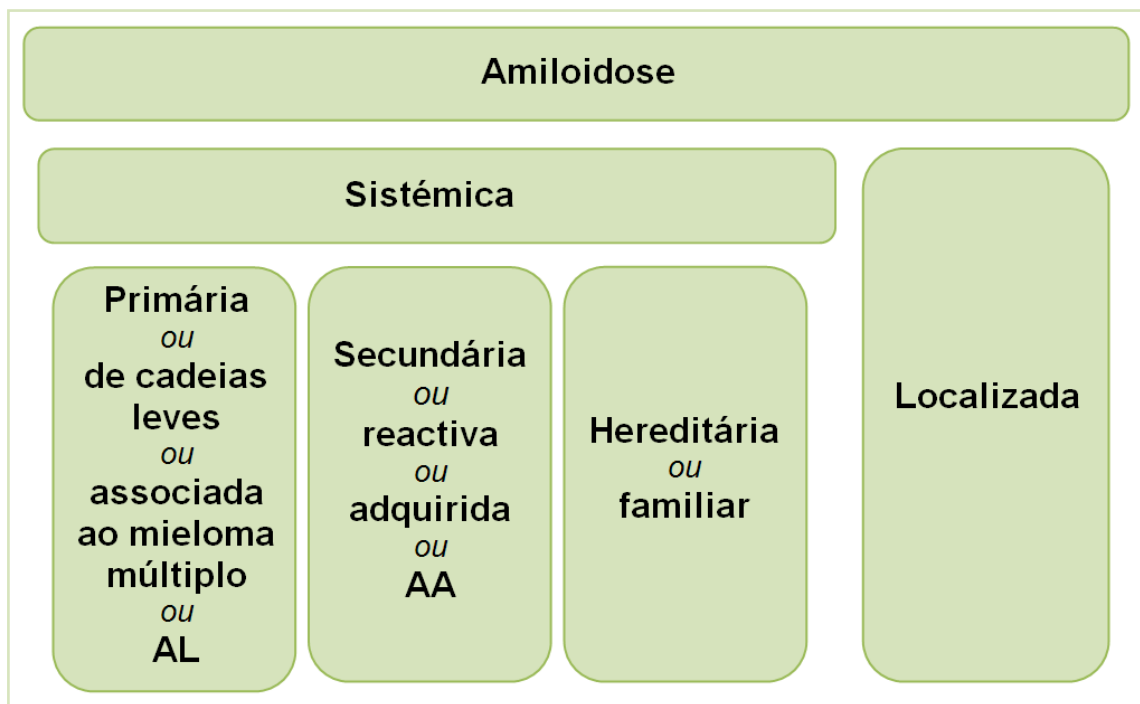 Amiloidose
Sistémica
Primária
ou
de cadeias
leves
ou
associada
ao mieloma
múltiplo
ou
AL
Secundária
ou
reactiva
ou
adquirida
ou
AA
Hereditária
ou
familiar
Localizada